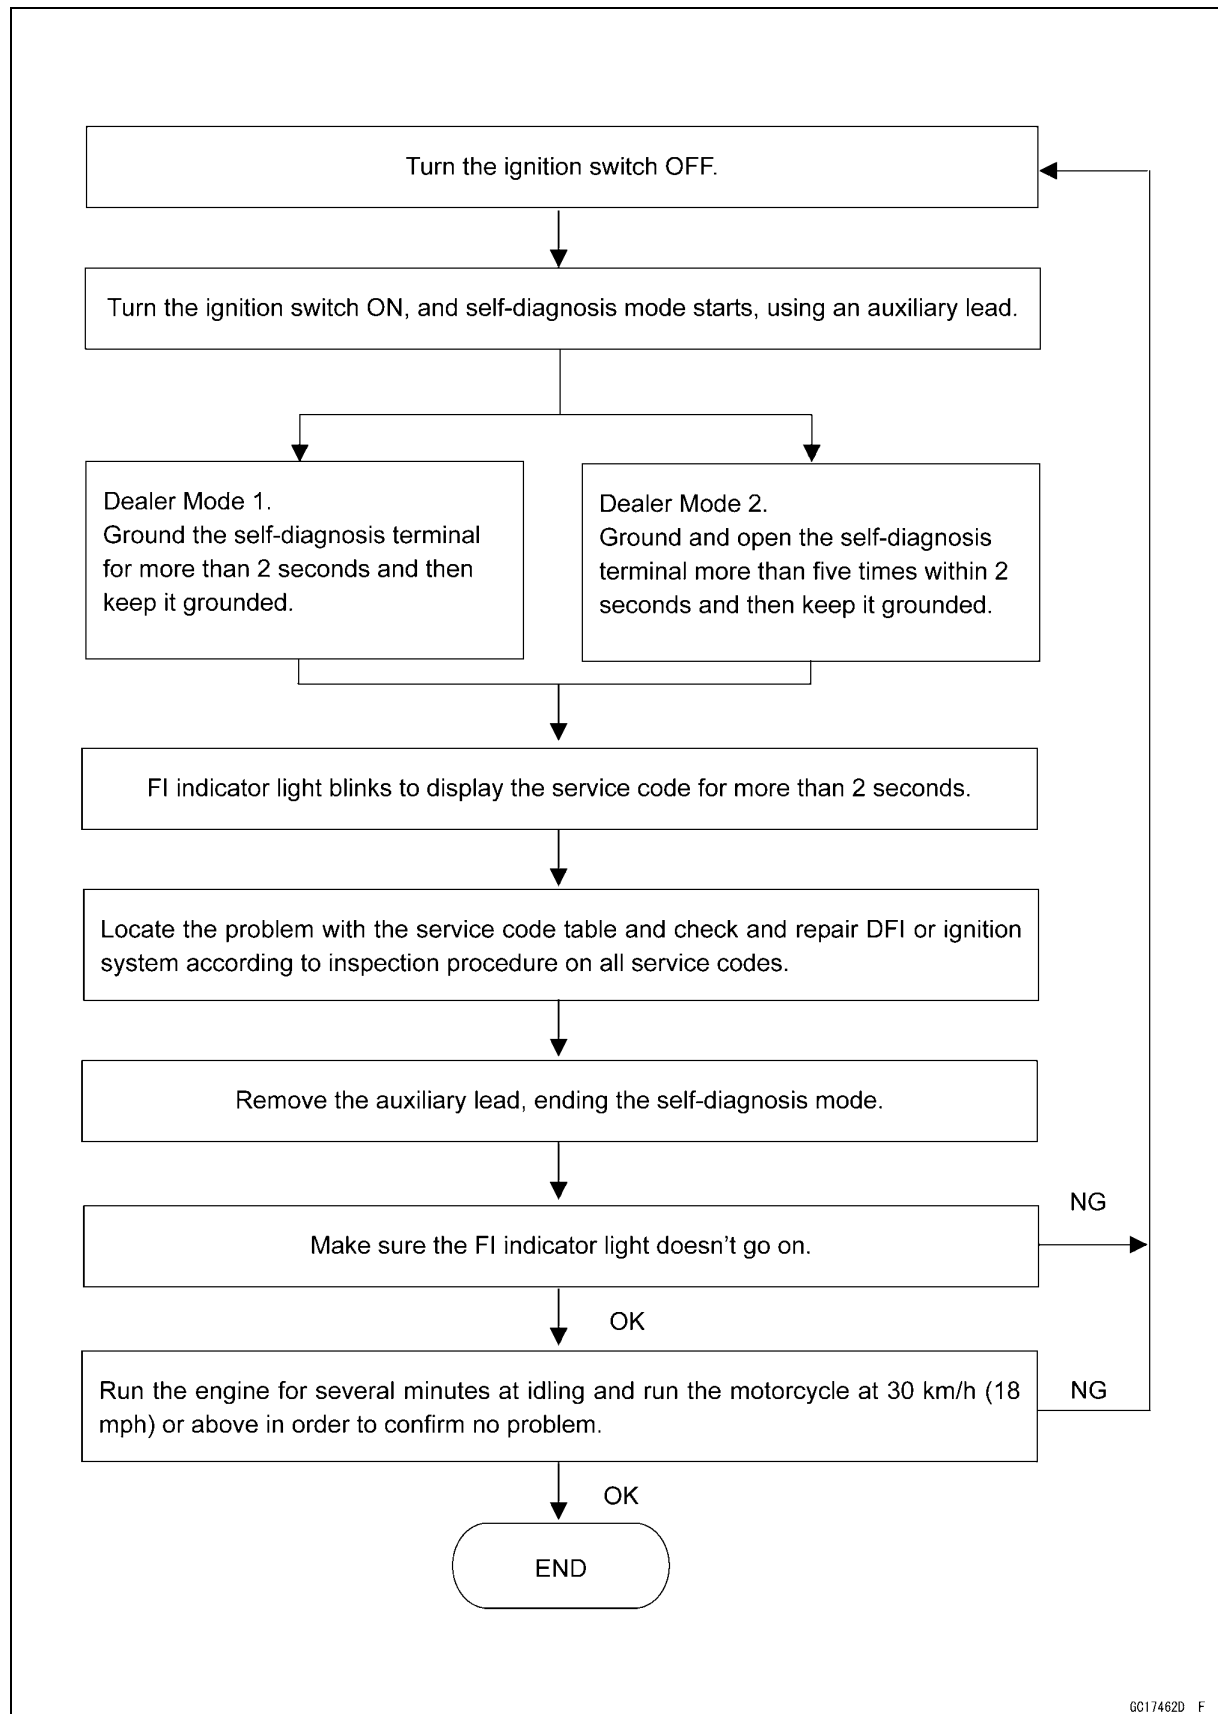 Turn the ignition switch OFF.
Turn the ignition switch ON, and self-diagnosis mode starts, using an auxiliary lead.
Dealer Mode 1.
Ground the self-diagnosis terminal
for more than 2 seconds and then
keep it grounded.
Dealer Mode 2.
Ground and open the self-diagnosis
terminal more than five times within 2
seconds and then keep it grounded.
FI indicator light blinks to display the service code for more than 2 seconds.
Locate the problem with the service code table and check and repair DFI or ignition
system according to inspection procedure on all service codes.
Remove the auxiliary lead, ending the self-diagnosis mode.
NG
Make sure the FI indicator light doesn't go on.
OK
Run the engine for several minutes at idling and run the motorcycle at 30 km/h (18
mph) or above in order to confirm no problem.
NG
OK
END
GC17462D F